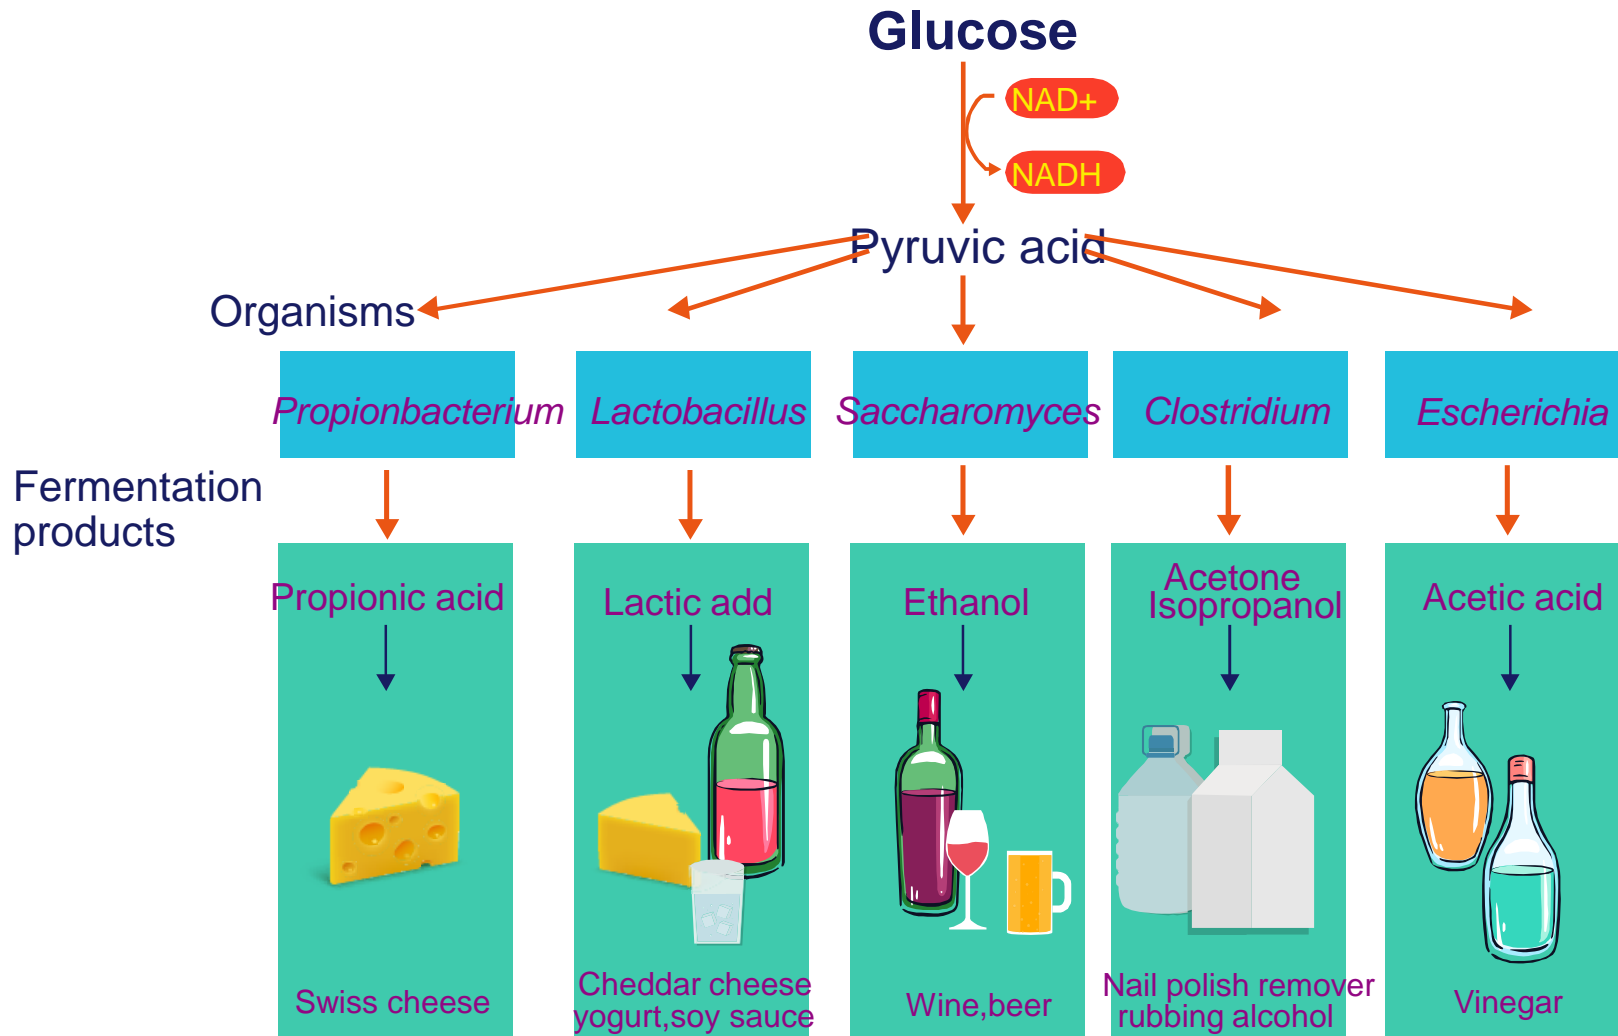 Glucose
NAD+
NADH
Pyruvic acid
Organisms
Propionbacterium
Lactobacillus
Saccharomyces
Clostridium
Escherichia
Fermentation
products
Propionic acid
Lactic add
Ethanol
Acetone
Isopropanol
Acetic acid
Swiss cheese
Cheddar cheese
yogurt,soy sauce
Wine,beer
Nail polish remover
rubbing alcohol
Vinegar